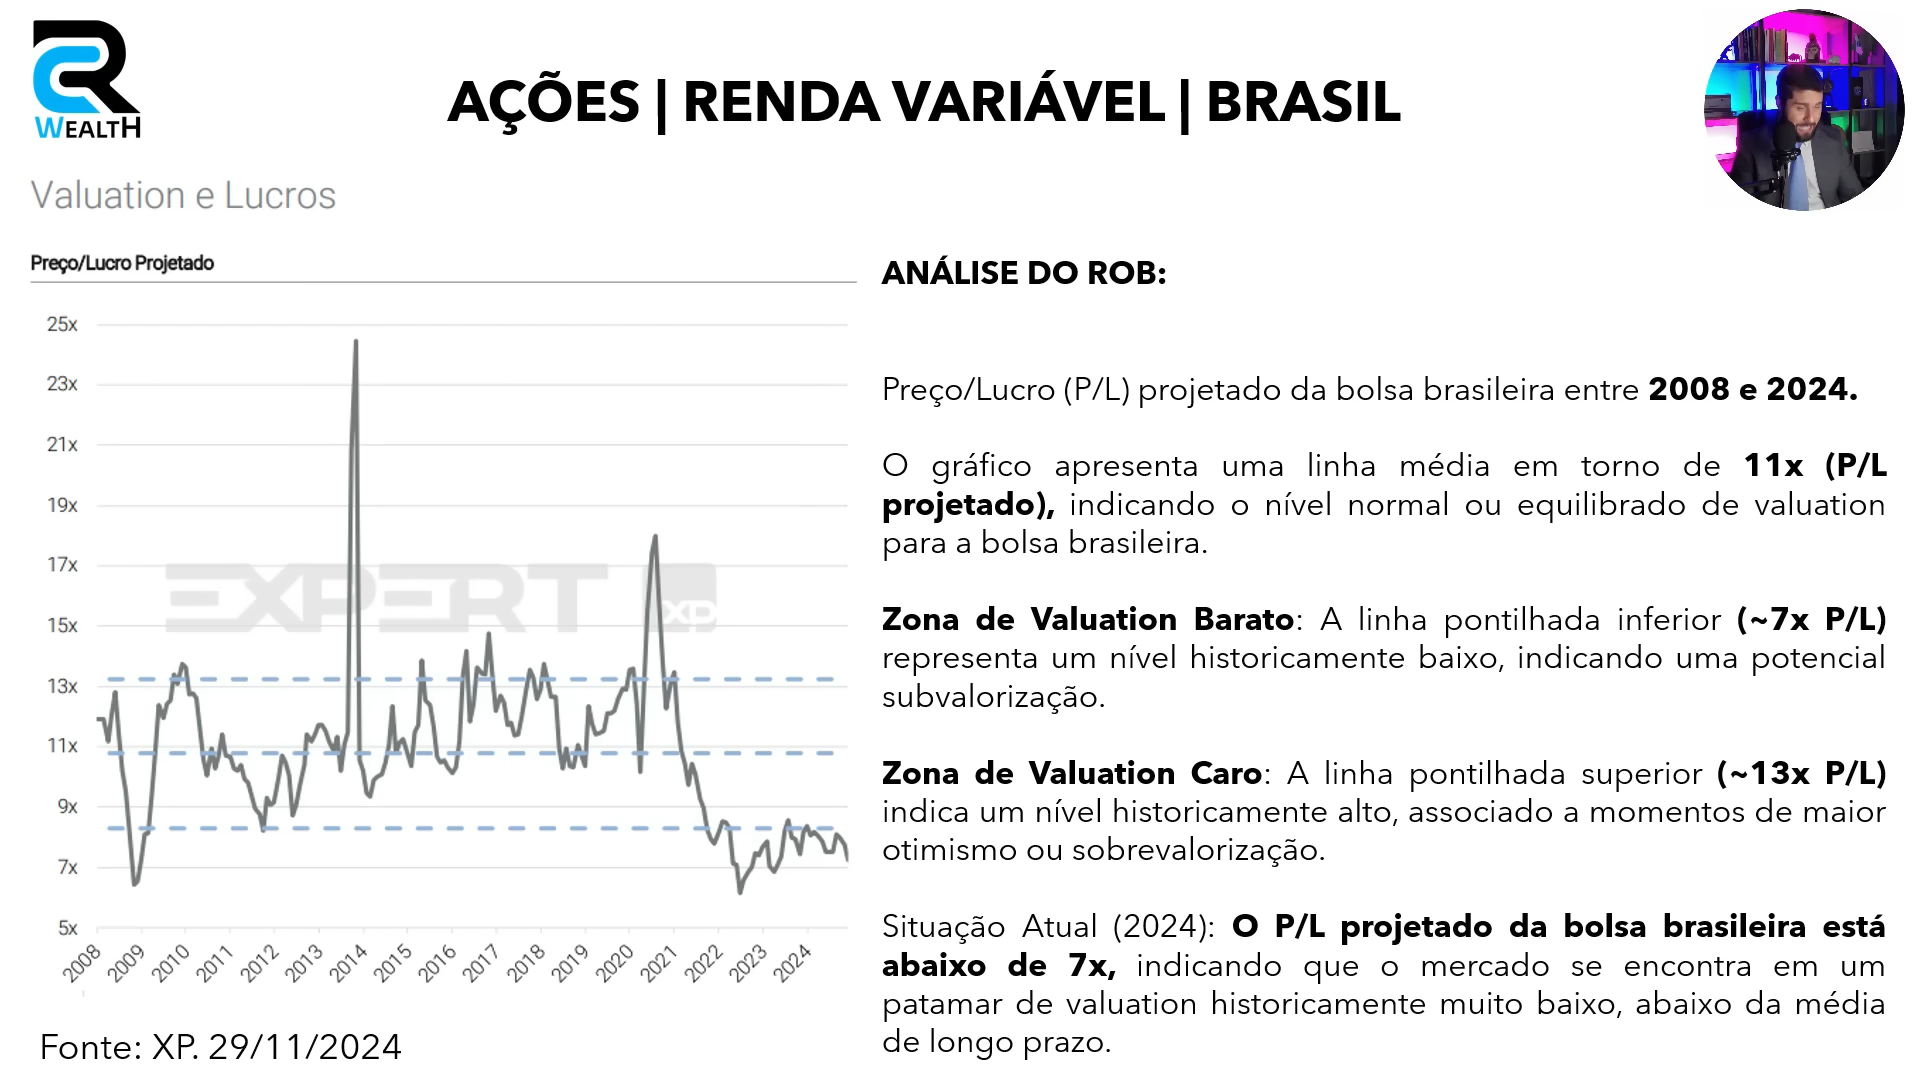 WEALTH
AÇÕES | RENDA VARIÁVEL | BRASIL
Valuation e Lucros
Preço/Lucro Projetado
25x
23x
21x
19x
17x
15x
13x
11x
9x
7x
5x
2008
2009
2010
2011
2012
2013
2014
2015
2016
2017
2018
2019
2020
2021
2022
2023
2024
EXPERT xp
Fonte: XP. 29/11/2024
ANÁLISE DO ROB:
Preço/Lucro (P/L) projetado da bolsa brasileira entre 2008 e 2024.
O gráfico apresenta uma linha média em torno de 11x (P/L
projetado), indicando o nível normal ou equilibrado de valuation
para a bolsa brasileira.
Zona de Valuation Barato: A linha pontilhada inferior (~7x P/L)
representa um nível historicamente baixo, indicando uma potencial
subvalorização.
Zona de Valuation Caro: A linha pontilhada superior (~13x P/L)
indica um nível historicamente alto, associado a momentos de maior
otimismo ou sobrevalorização.
Situação Atual (2024): O P/L projetado da bolsa brasileira está
abaixo de 7x, indicando que o mercado se encontra em um
patamar de valuation historicamente muito baixo, abaixo da média
de longo prazo.